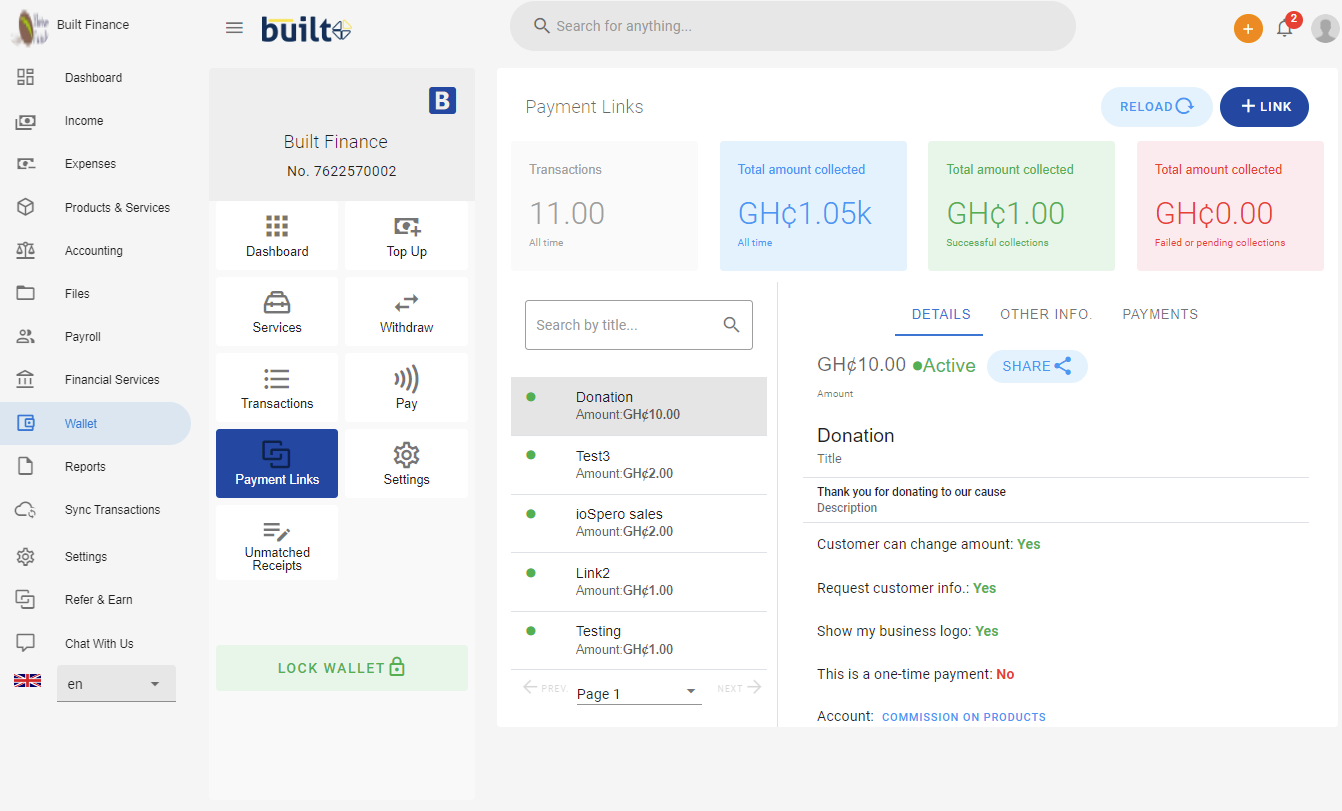 Built Finance
Dashboard
Income
Expenses
Products & Services
Accounting
Files
Payroll
Financial Services
Wallet
Reports
Sync Transactions
Settings
Refer & Earn
Chat With Us
en
built
Search for anything...
2
B
Built Finance
No. 7622570002
Dashboard
Top Up
Services
Withdraw
Transactions
Pay
Payment Links
Settings
Unmatched
Receipts
LOCK WALLET
Payment Links
RELOAD
+ LINK
Transactions
11.00
All time
Total amount collected
GH₵1.05k
All time
Total amount collected
GH₵1.00
Successful collections
Total amount collected
GH₵0.00
Failed or pending collections
Search by title...
Donation
Amount:GH₵10.00
Test3
Amount:GH₵2.00
ioSpero sales
Amount:GH₵2.00
Link2
Amount:GH₵1.00
Testing
Amount:GH₵1.00
PREV.
Page 1
NEXT
DETAILS
OTHER INFO.
PAYMENTS
GH₵10.00 Active
SHARE
Amount
Donation
Title
Thank you for donating to our cause
Description
Customer can change amount: Yes
Request customer info.: Yes
Show my business logo: Yes
This is a one-time payment: No
Account: COMMISSION ON PRODUCTS